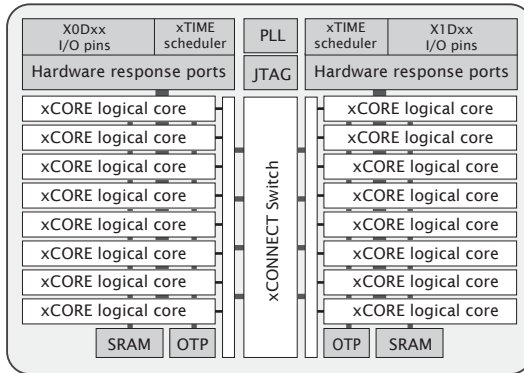 X0Dxx
I/O pins
xTIME
scheduler
PLL
xTIME
scheduler
X1Dxx
I/O pins
Hardware response ports
JTAG
Hardware response ports
xCORE logical core
xCORE logical core
xCORE logical core
xCORE logical core
xCORE logical core
xCORE logical core
xCORE logical core
xCORE logical core
xCONNECT Switch
xCORE logical core
xCORE logical core
xCORE logical core
xCORE logical core
xCORE logical core
xCORE logical core
xCORE logical core
xCORE logical core
SRAM
OTP
OTP
SRAM